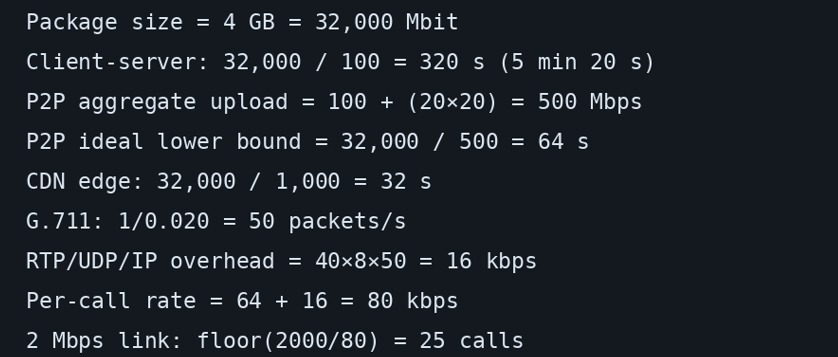 Package size = 4 GB = 32,000 Mbit
Client-server: 32,000 / 100 = 320 s (5 min 20 s)
P2P aggregate upload = 100 + (20×20) = 500 Mbps
P2P ideal lower bound = 32,000 / 500 = 64 s
CDN edge: 32,000 / 1,000 = 32 s
G.711: 1/0.020 = 50 packets/s
RTP/UDP/IP overhead = 40×8×50 = 16 kbps
Per-call rate = 64 + 16 = 80 kbps
2 Mbps link: floor(2000/80) = 25 calls